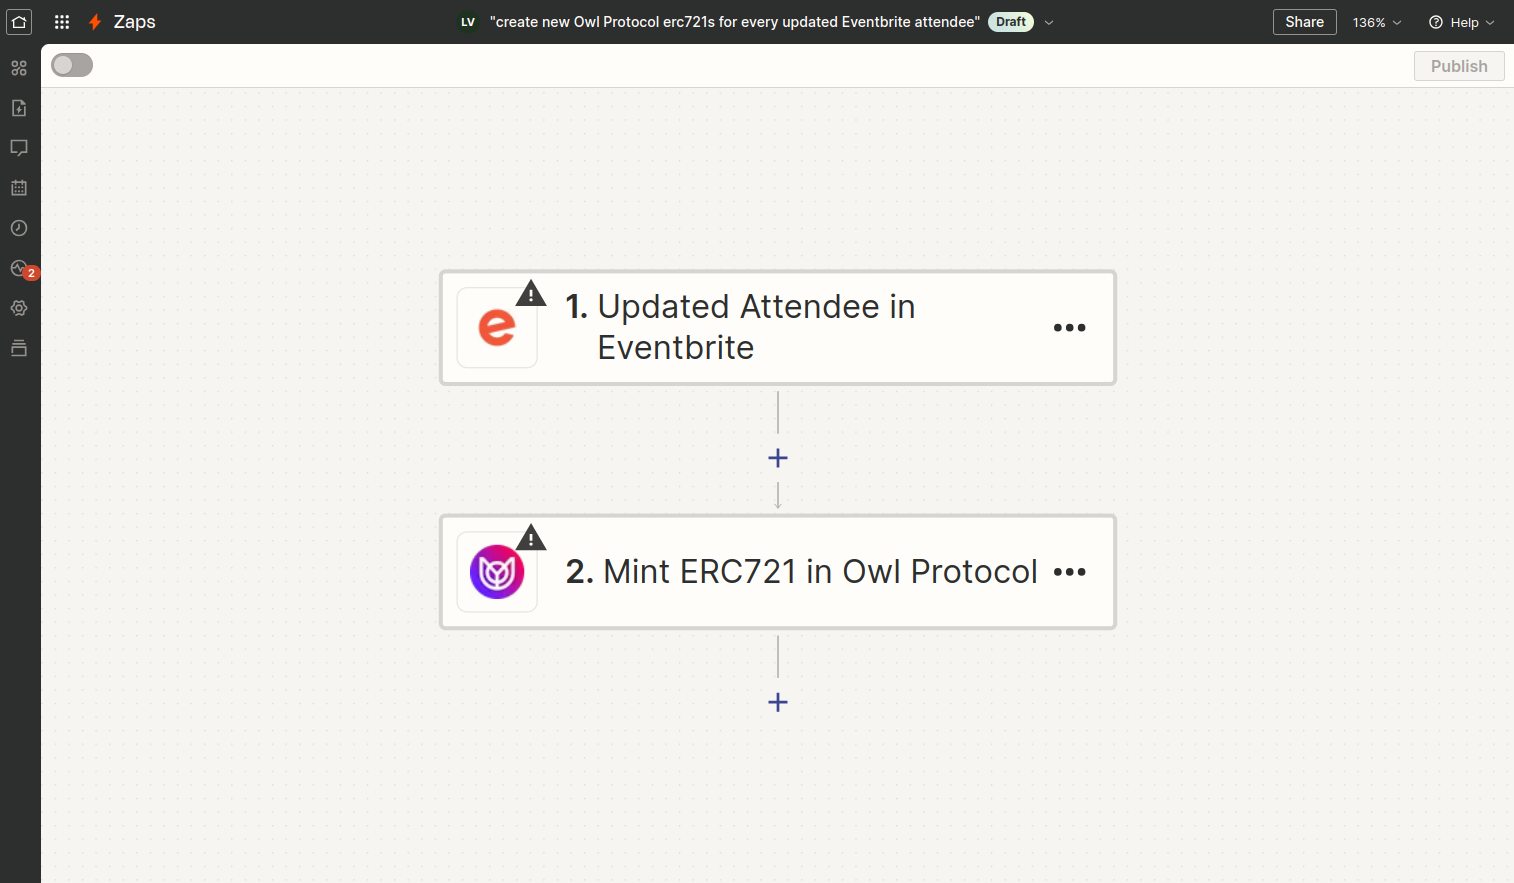 Zaps
LV "create new Owl Protocol erc721s for every updated Eventbrite attendee" Draft
Share
136%
Help
Publish
2
1. Updated Attendee in
Eventbrite
2. Mint ERC721 in Owl Protocol